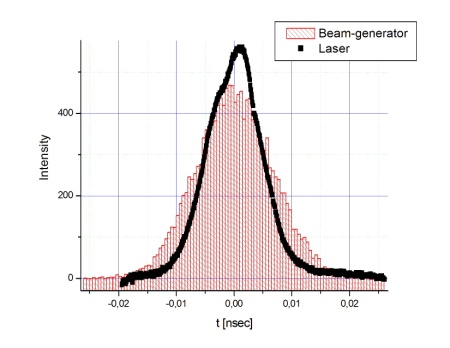 Beam-generator
Laser
Intensity
400
200
0
-0,02
-0,01
0,00
0,01
0,02
t [nsec]